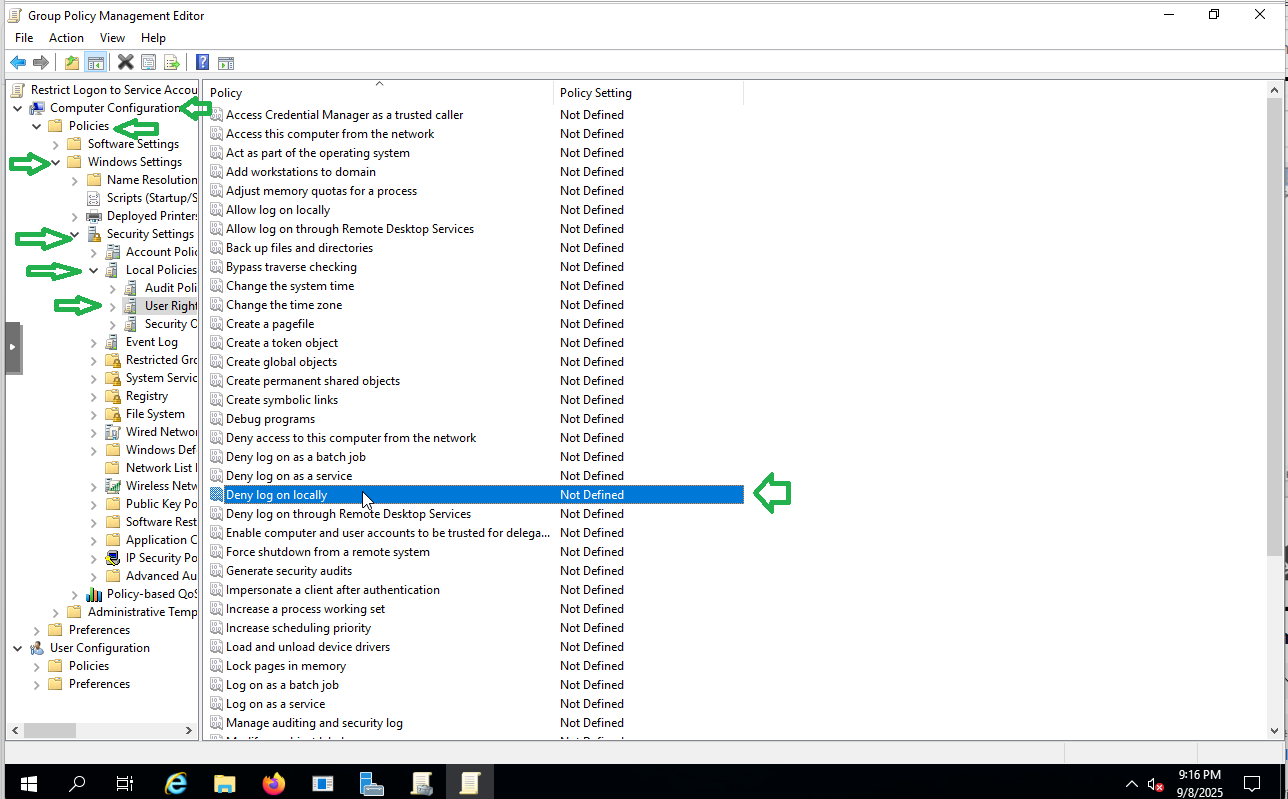 Group Policy Management Editor
File Action View Help
Restrict Logon to Service Accou
Computer Configuration
Policies
Software Settings
Windows Settings
Name Resolution
Scripts (Startup/S
Deployed Printers
Security Settings
Account Polic
Local Policies
Audit Poli
User Right
Security O
Event Log
Restricted Gro
System Servic
Registry
File System
Wired Networ
Windows Def
Network List
Wireless Netw
Public Key Po
Software Rest
Application C
IP Security Po
Advanced Au
Policy-based QoS
Administrative Temp
Preferences
User Configuration
Policies
Preferences
Policy Policy Setting
Access Credential Manager as a trusted caller Not Defined
Access this computer from the network Not Defined
Act as part of the operating system Not Defined
Add workstations to domain Not Defined
Adjust memory quotas for a process Not Defined
Allow log on locally Not Defined
Allow log on through Remote Desktop Services Not Defined
Back up files and directories Not Defined
Bypass traverse checking Not Defined
Change the system time Not Defined
Change the time zone Not Defined
Create a pagefile Not Defined
Create a token object Not Defined
Create global objects Not Defined
Create permanent shared objects Not Defined
Create symbolic links Not Defined
Debug programs Not Defined
Deny access to this computer from the network Not Defined
Deny log on as a batch job Not Defined
Deny log on as a service Not Defined
Deny log on locally Not Defined
Deny log on through Remote Desktop Services Not Defined
Enable computer and user accounts to be trusted for delega... Not Defined
Force shutdown from a remote system Not Defined
Generate security audits Not Defined
Impersonate a client after authentication Not Defined
Increase a process working set Not Defined
Increase scheduling priority Not Defined
Load and unload device drivers Not Defined
Lock pages in memory Not Defined
Log on as a batch job Not Defined
Log on as a service Not Defined
Manage auditing and security log Not Defined
9:16 PM
9/8/2025